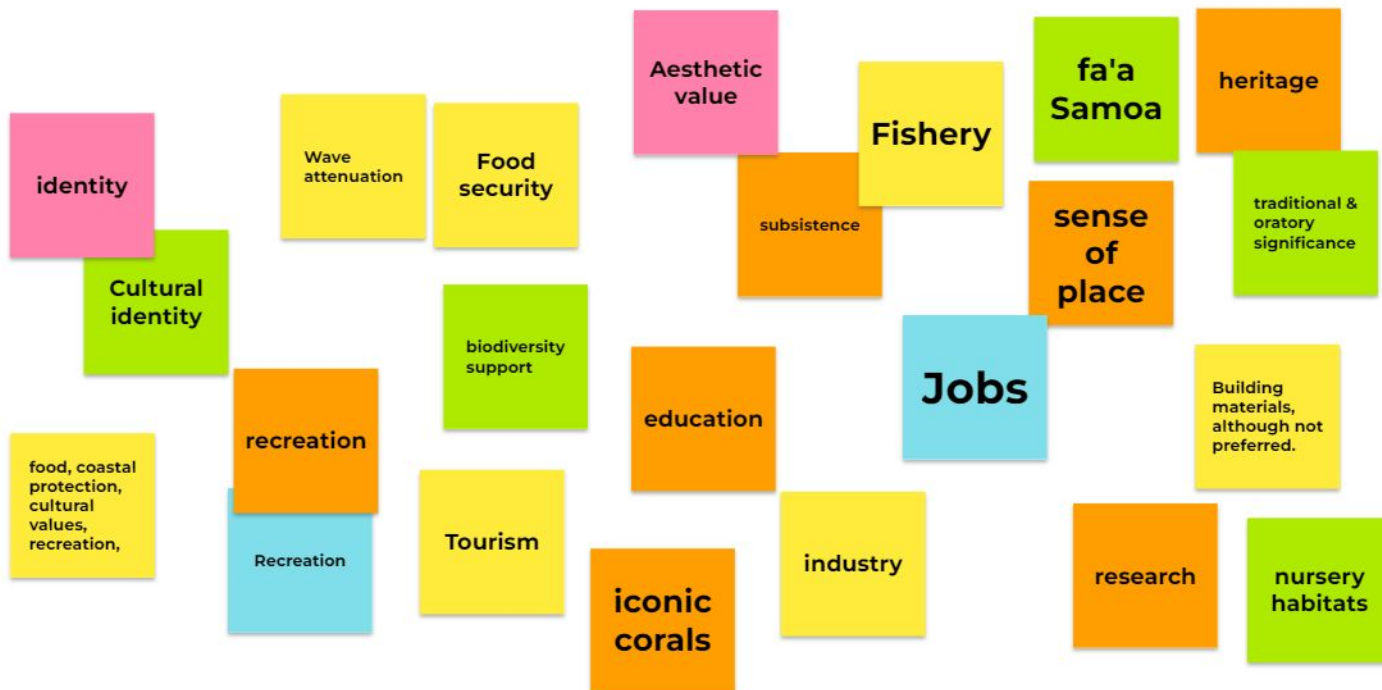 identity
Cultural
identity
food, coastal
protection,
cultural
values,
recreation,
recreation
Recreation
Wave
attenuation
Food
security
biodiversity
support
Tourism
Aesthetic
value
subsistence
Fishery
education
iconic
corals
industry
Jobs
fa'a
Samoa
sense
of
place
heritage
traditional &
oratory
significance
Building
materials,
although not
preferred.
research
nursery
habitats